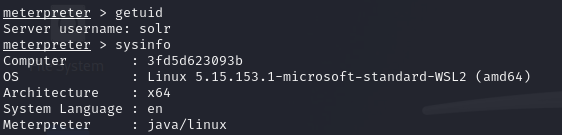 meterpreter > getuid
Server username: solr
meterpreter > sysinfo
Computer        : 3fd5d623093b
OS              : Linux 5.15.153.1-microsoft-standard-WSL2 (amd64)
Architecture    : x64
System Language : en
Meterpreter     : java/linux